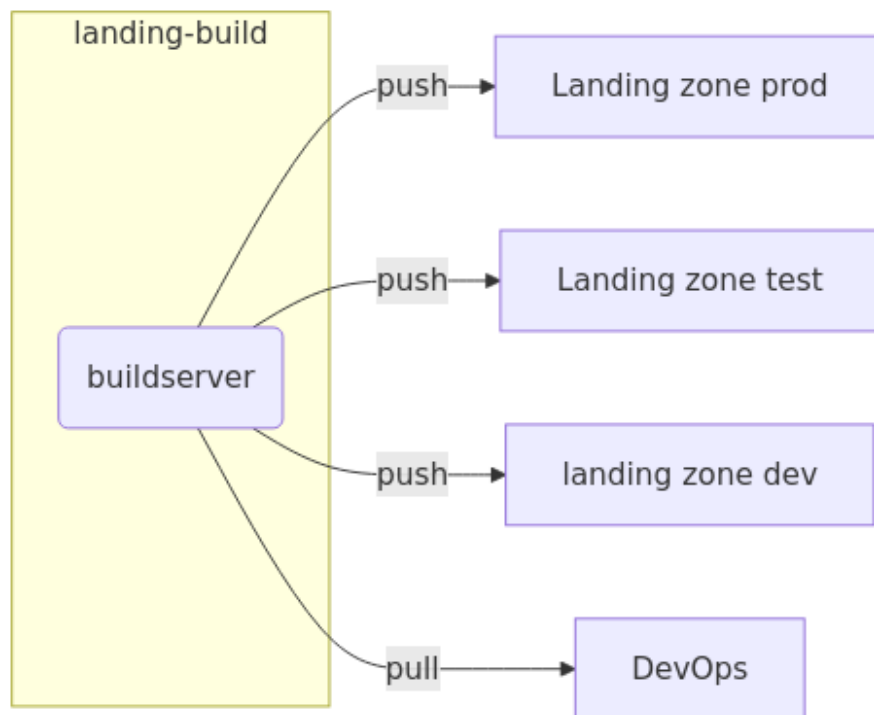 landing-build
push
Landing zone prod
push
Landing zone test
buildserver
push
landing zone dev
pull
DevOps